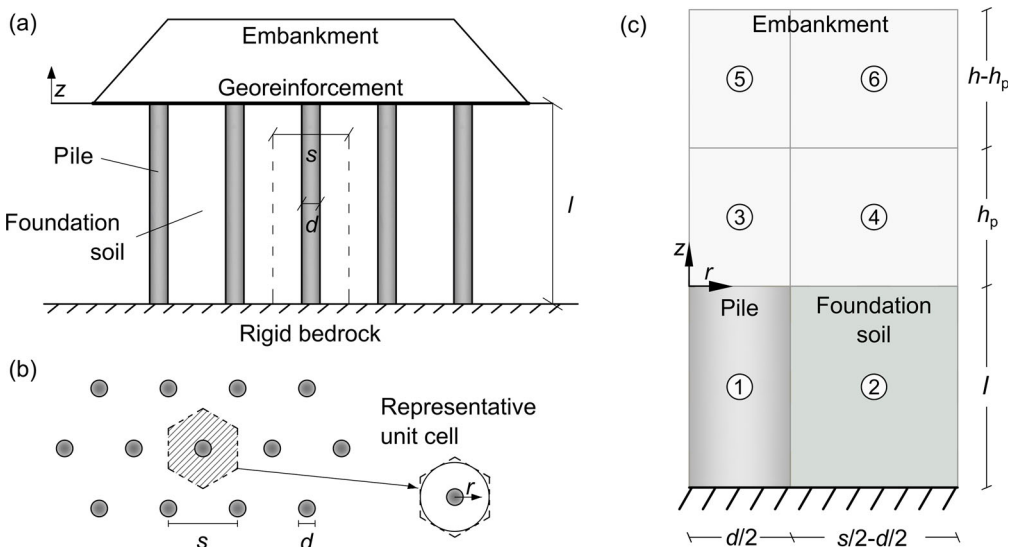 (a)
Embankment
Georeinforcement
z
s
Pile
d
l
Foundation
soil
Rigid bedrock
(b)
Representative
unit cell
r
s
d
(c)
Embankment
5
6
h-hp
3
4
hp
z
r
Pile
Foundation
soil
1
2
l
d/2
s/2-d/2